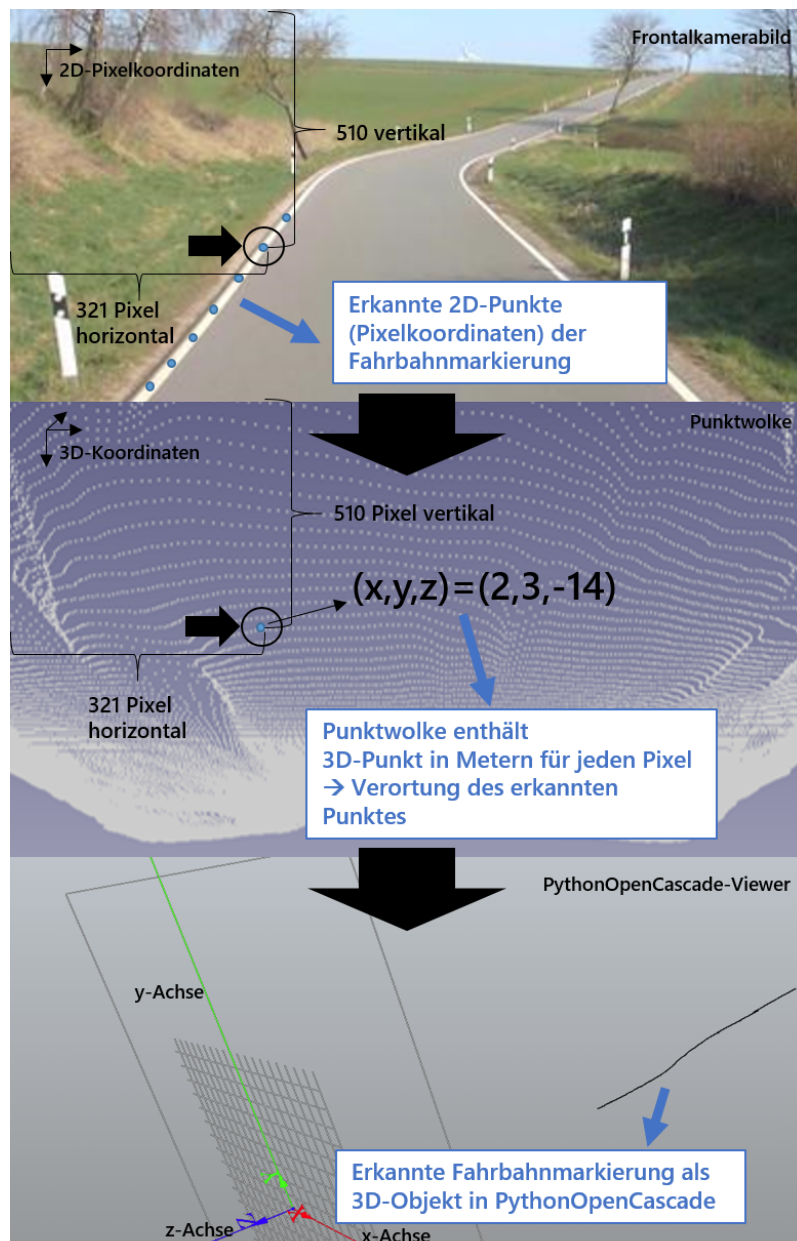 Frontalkamerabild
2D-Pixelkoordinaten
510 vertikal
321 Pixel
horizontal
Erkannte 2D-Punkte
(Pixelkoordinaten) der
Fahrbahnmarkierung
Punktwolke
3D-Koordinaten
510 Pixel vertikal
(x,y,z)=(2,3,-14)
321 Pixel
horizontal
Punktwolke enthält
3D-Punkt in Metern für jeden Pixel
→ Verortung des erkannten
Punktes
PythonOpenCascade-Viewer
y-Achse
Y
Z
X
Erkannte Fahrbahnmarkierung als
3D-Objekt in PythonOpenCascade
z-Achse
x-Achse